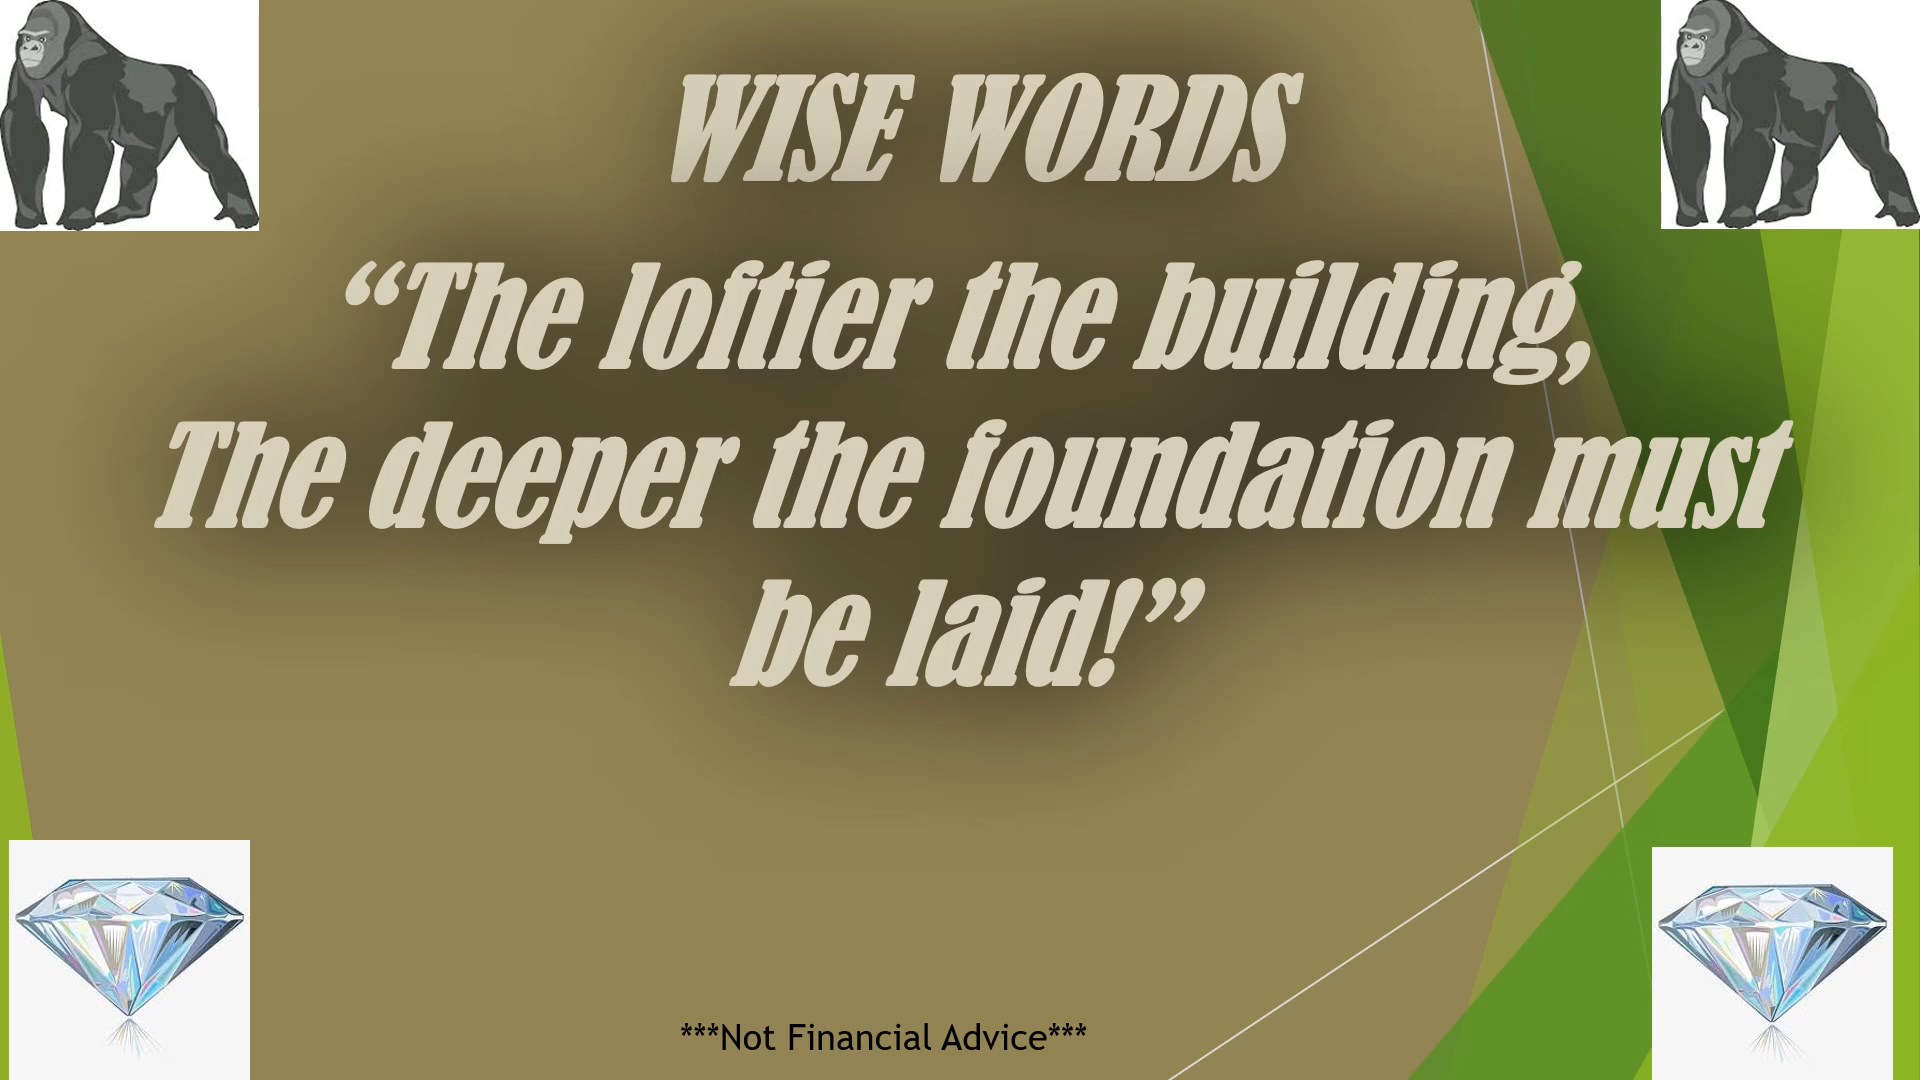 WISE WORDS
“The loftier the building,
The deeper the foundation must
be laid!”
***Not Financial Advice***